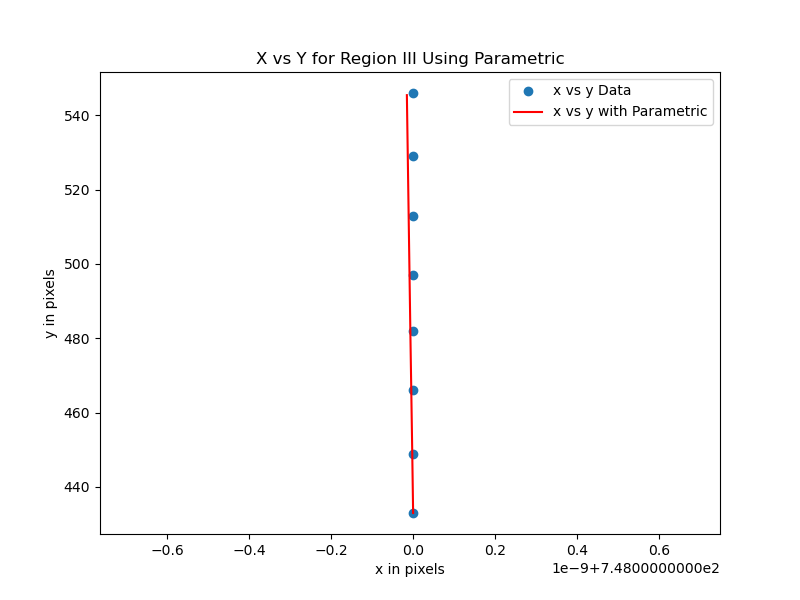 X vs Y for Region III Using Parametric
x vs y Data
x vs y with Parametric
y in pixels
540
520
500
480
460
440
−0.6
−0.4
−0.2
0.0
0.2
0.4
0.6
x in pixels
1e−9+7.4800000000e2